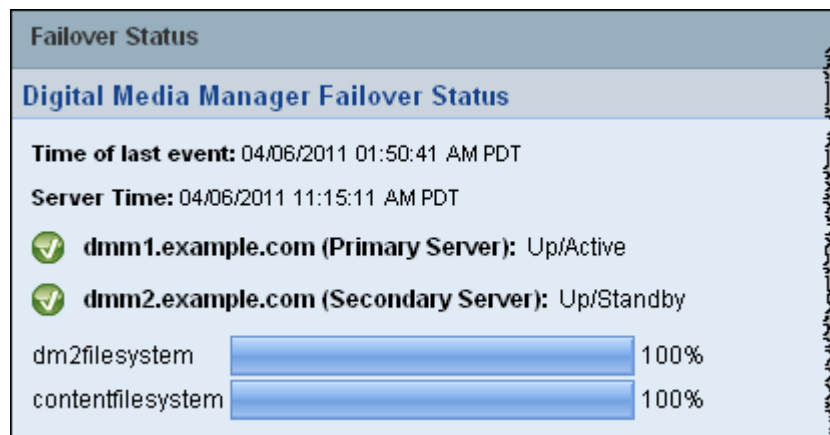 Failover Status
Digital Media Manager Failover Status
Time of last event: 04/06/2011 01:50:41 AM PDT
Server Time: 04/06/2011 11:15:11 AM PDT
dmm1.example.com (Primary Server): Up/Active
dmm2.example.com (Secondary Server): Up/Standby
dm2filesystem 100%
contentfilesystem 100%